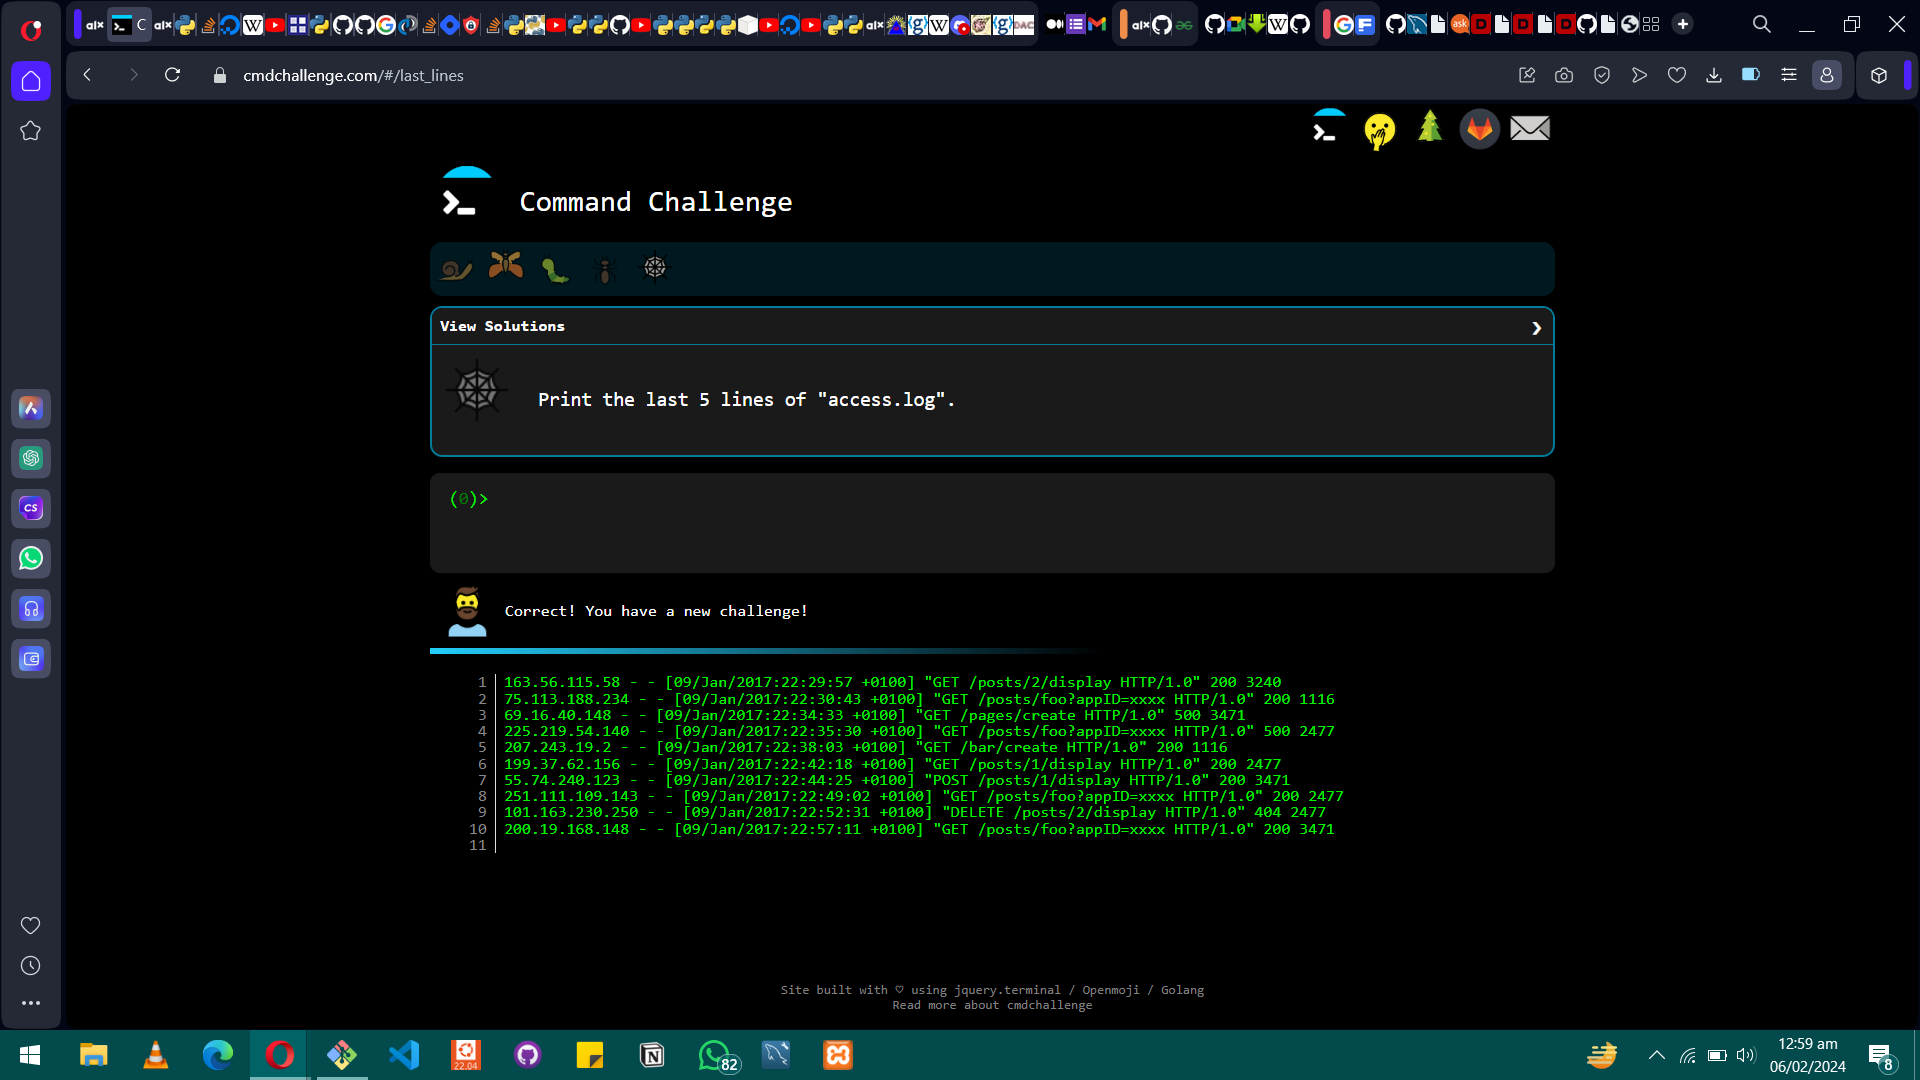 cmdchallenge.com/#/last_lines
Command Challenge
View Solutions
Print the last 5 lines of "access.log".
(0)>
Correct! You have a new challenge!
1 163.56.115.58 - - [09/Jan/2017:22:29:57 +0100] "GET /posts/2/display HTTP/1.0" 200 3240
2 75.113.188.234 - - [09/Jan/2017:22:30:43 +0100] "GET /posts/foo?appID=xxxx HTTP/1.0" 200 1116
3 69.16.40.148 - - [09/Jan/2017:22:34:33 +0100] "GET /pages/create HTTP/1.0" 500 3471
4 225.219.54.140 - - [09/Jan/2017:22:35:30 +0100] "GET /posts/foo?appID=xxxx HTTP/1.0" 500 2477
5 207.243.19.2 - - [09/Jan/2017:22:38:03 +0100] "GET /bar/create HTTP/1.0" 200 1116
6 199.37.62.156 - - [09/Jan/2017:22:42:18 +0100] "GET /posts/1/display HTTP/1.0" 200 2477
7 55.74.240.123 - - [09/Jan/2017:22:44:25 +0100] "POST /posts/1/display HTTP/1.0" 200 3471
8 251.111.109.143 - - [09/Jan/2017:22:49:02 +0100] "GET /posts/foo?appID=xxxx HTTP/1.0" 200 2477
9 101.163.230.250 - - [09/Jan/2017:22:52:31 +0100] "DELETE /posts/2/display HTTP/1.0" 404 2477
10 200.19.168.148 - - [09/Jan/2017:22:57:11 +0100] "GET /posts/foo?appID=xxxx HTTP/1.0" 200 3471
11
Site built with ♡ using jquery.terminal / Openmoji / Golang
Read more about cmdchallenge
CS
22.04
82
12:59 am
06/02/2024
8